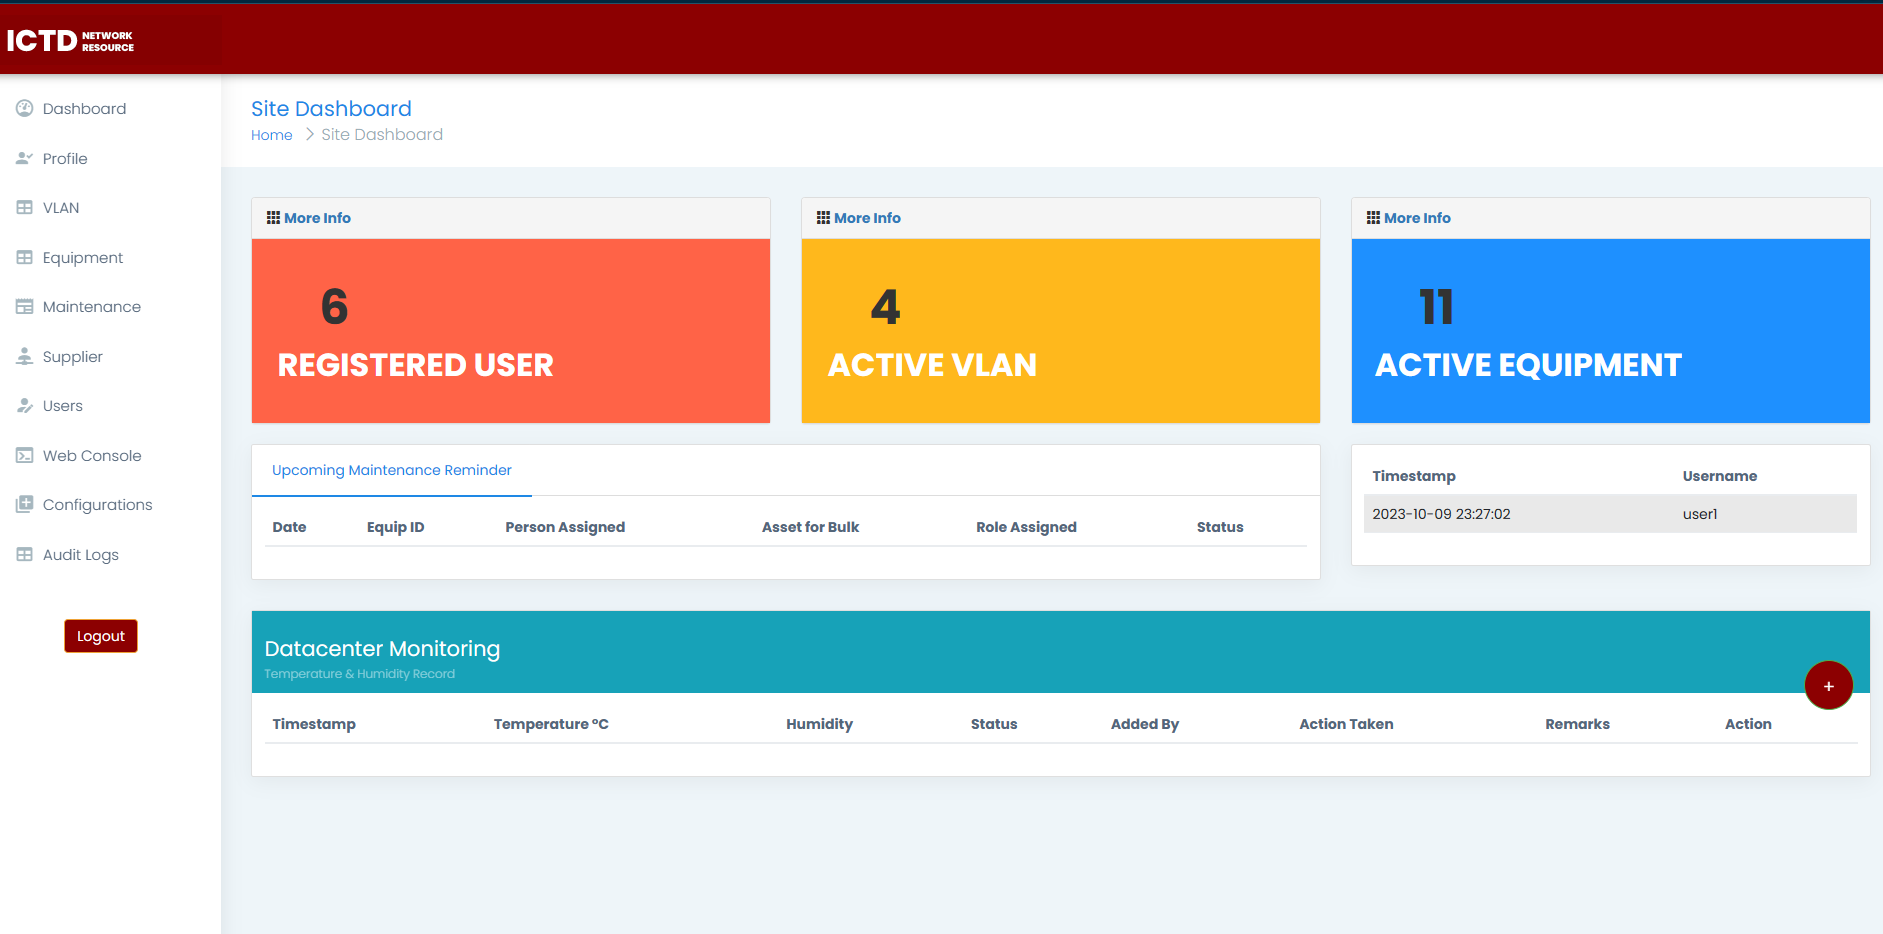 ICTD NETWORK
RESOURCE
Dashboard
Profile
VLAN
Equipment
Maintenance
Supplier
Users
Web Console
Configurations
Audit Logs
Logout
Site Dashboard
Home > Site Dashboard
More Info
6
REGISTERED USER
More Info
4
ACTIVE VLAN
More Info
11
ACTIVE EQUIPMENT
Upcoming Maintenance Reminder
Date Equip ID Person Assigned Asset for Bulk Role Assigned Status
Timestamp Username
2023-10-09 23:27:02 user1
Datacenter Monitoring
Temperature & Humidity Record
+
Timestamp Temperature °C Humidity Status Added By Action Taken Remarks Action